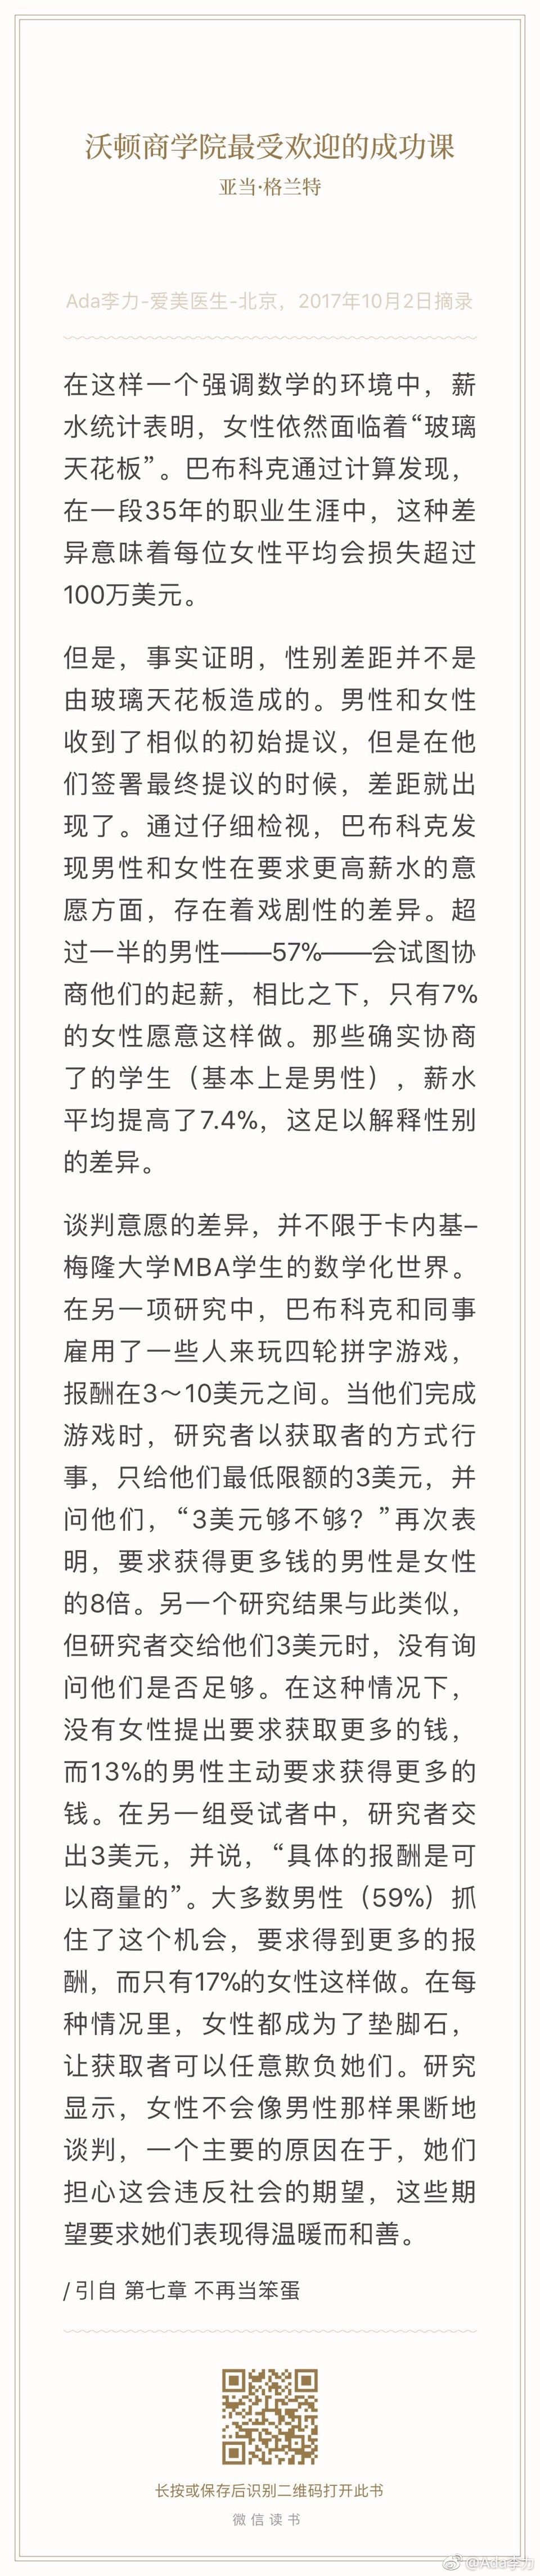 沃顿商学院最受欢迎的成功课
亚当·格兰特
Ada李力-爱美医生-北京，2017年10月2日摘录
在这样一个强调数学的环境中，薪
水统计表明，女性依然面临着“玻璃
天花板”。巴布科克通过计算发现，
在一段35年的职业生涯中，这种差
异意味着每位女性平均会损失超过
100万美元。
但是，事实证明，性别差距并不是
由玻璃天花板造成的。男性和女性
收到了相似的初始提议，但是在他
们签署最终提议的时候，差距就出
现了。通过仔细检视，巴布科克发
现男性和女性在要求更高薪水的意
愿方面，存在着戏剧性的差异。超
过一半的男性——57%——会试图协
商他们的起薪，相比之下，只有7%
的女性愿意这样做。那些确实协商
了的学生（基本上是男性），薪水
平均提高了7.4%，这足以解释性别
的差异。
谈判意愿的差异，并不限于卡内基–
梅隆大学MBA学生的数学化世界。
在另一项研究中，巴布科克和同事
雇用了一些人来玩四轮拼字游戏，
报酬在3～10美元之间。当他们完成
游戏时，研究者以获取者的方式行
事，只给他们最低限额的3美元，并
问他们，“3美元够不够？”再次表
明，要求获得更多钱的男性是女性
的8倍。另一个研究结果与此类似，
但研究者交给他们3美元时，没有询
问他们是否足够。在这种情况下，
没有女性提出要求获取更多的钱，
而13%的男性主动要求获得更多的
钱。在另一组受试者中，研究者交
出3美元，并说，“具体的报酬是可
以商量的”。大多数男性（59%）抓
住了这个机会，要求得到更多的报
酬，而只有17%的女性这样做。在每
种情况里，女性都成为了垫脚石，
让获取者可以任意欺负她们。研究
显示，女性不会像男性那样果断地
谈判，一个主要的原因在于，她们
担心这会违反社会的期望，这些期
望要求她们表现得温暖而和善。
/ 引自 第七章 不再当笨蛋
长按或保存后识别二维码打开此书
微信读书
@Ada李力